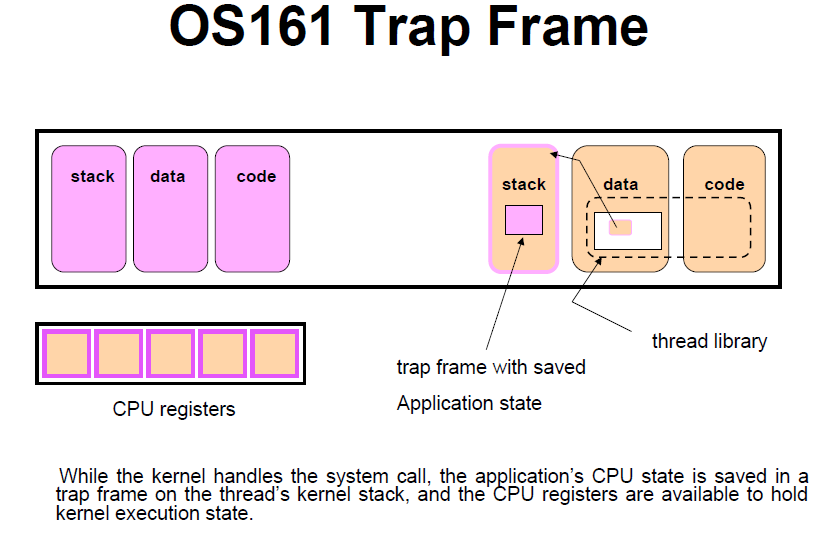 OS161 Trap Frame
stack data code
stack data code
thread library
trap frame with saved
Application state
CPU registers
While the kernel handles the system call, the application's CPU state is saved in a
trap frame on the thread's kernel stack, and the CPU registers are available to hold
kernel execution state.